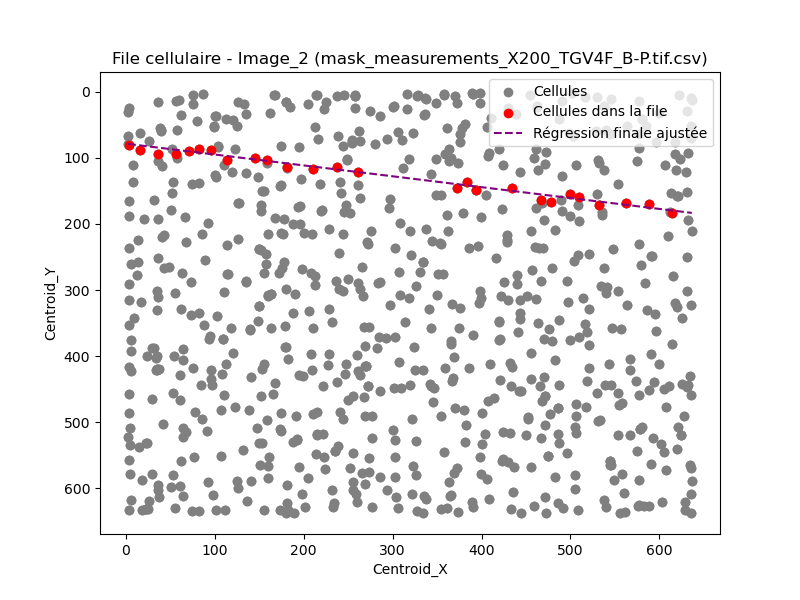 File cellulaire - Image_2 (mask_measurements_X200_TGV4F_B-P.tif.csv)
Cellules
Cellules dans la file
Régression finale ajustée
0
100
200
300
400
500
600
Centroid_Y
0 100 200 300 400 500 600
Centroid_X